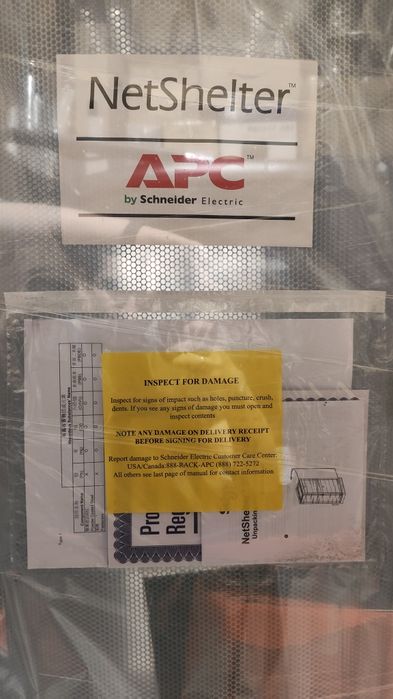 NetShelter™
APC™
by Schneider Electric
INSPECT FOR DAMAGE
Inspect for signs of impact such as holes, puncture, crush,
dents. If you see any signs of damage you must open and
inspect contents
NOTE ANY DAMAGE ON DELIVERY RECEIPT
BEFORE SIGNING FOR DELIVERY
Report damage to Schneider Electric Customer Care Center:
USA/Canada:888-RACK-APC (888) 722-5272
All others see last page of manual for contact information
Pro
Reg
NetShe
Unpackin